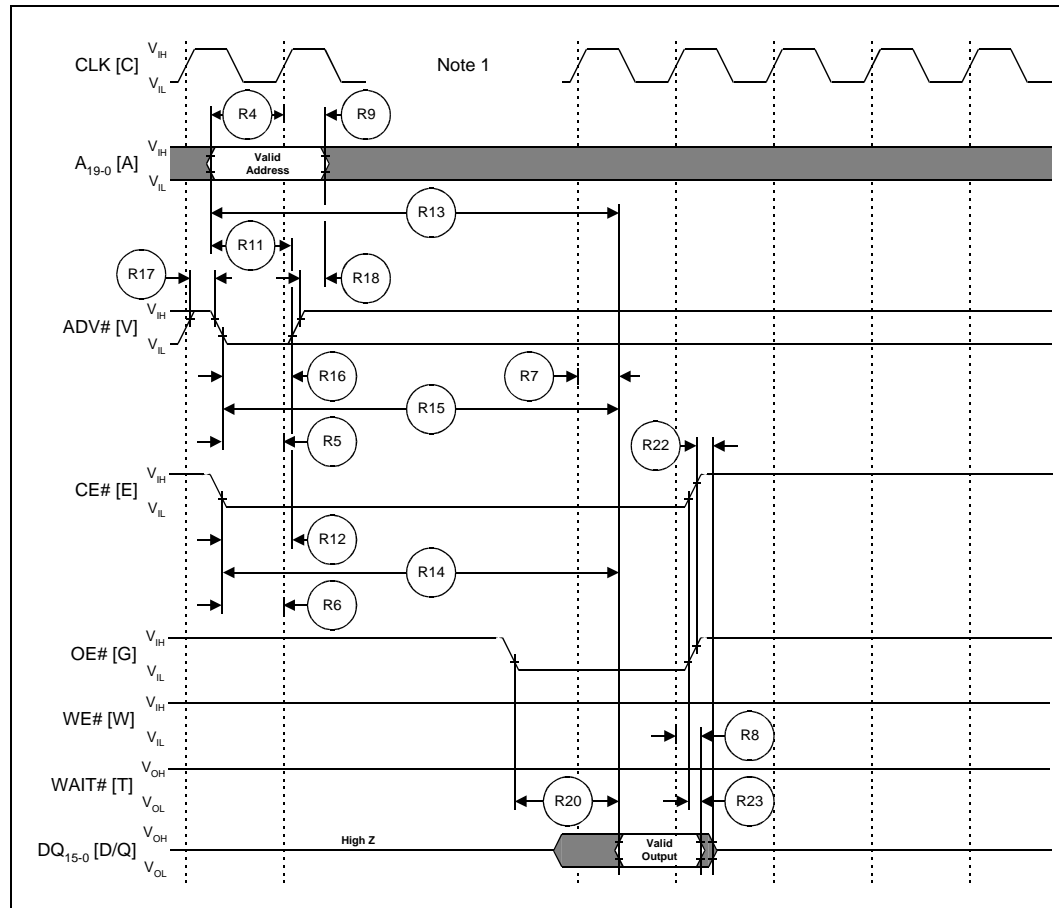 V_IH
CLK [C]
V_IL
Note 1
R4
R9
V_IH
A_19-0 [A]
V_IL
Valid
Address
R13
R11
R17
R18
V_IH
ADV# [V]
V_IL
R16
R7
R15
R5
R22
V_IH
CE# [E]
V_IL
R12
R14
R6
V_IH
OE# [G]
V_IL
V_IH
WE# [W]
V_IL
R8
V_OH
WAIT# [T]
V_OL
R20
R23
V_OH
DQ_15-0 [D/Q]
V_OL
High Z
Valid
Output